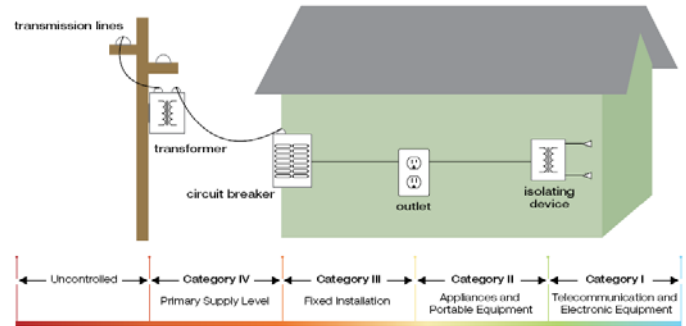 transmission lines
transformer
circuit breaker
outlet
isolating
device
Uncontrolled
Category IV
Category III
Category II
Category I
Primary Supply Level
Fixed Installation
Appliances and
Portable Equipment
Telecommunication and
Electronic Equipment